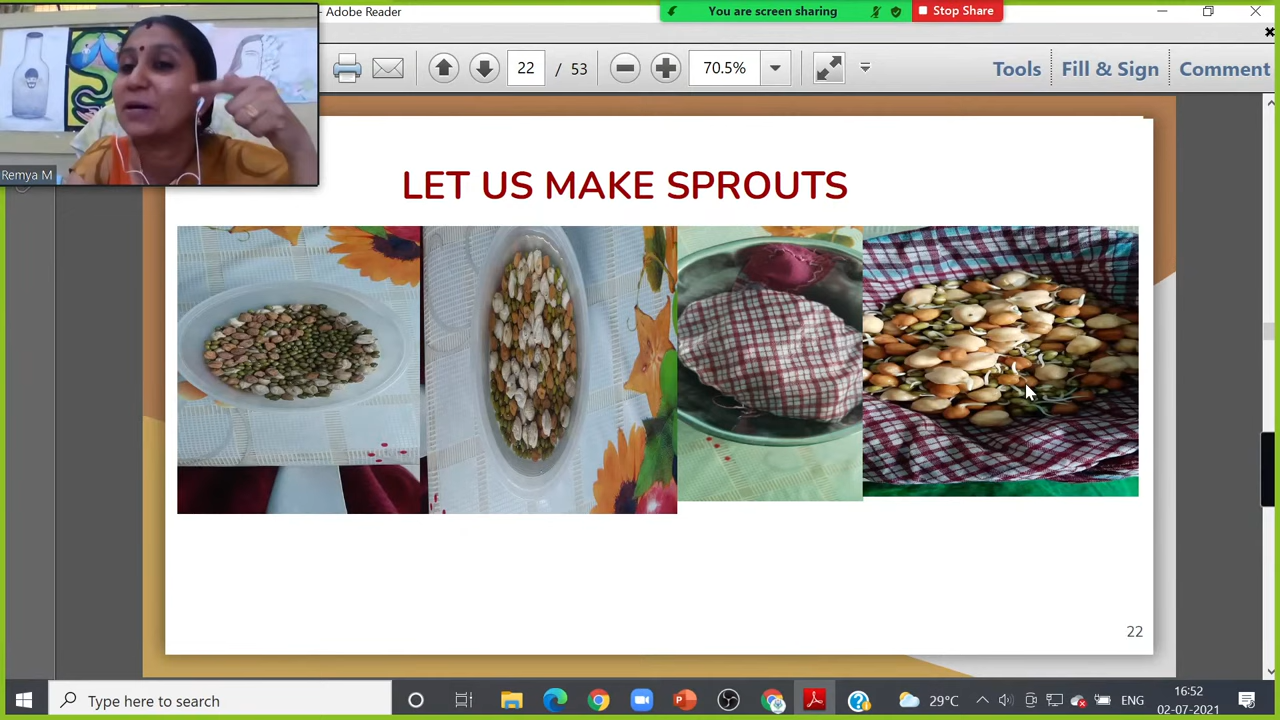 - Adobe Reader
You are screen sharing
Stop Share
22 / 53
70.5%
Tools
Fill & Sign
Comment
Remya M
LET US MAKE SPROUTS
22
Type here to search
29°C
ENG
16:52
02-07-2021